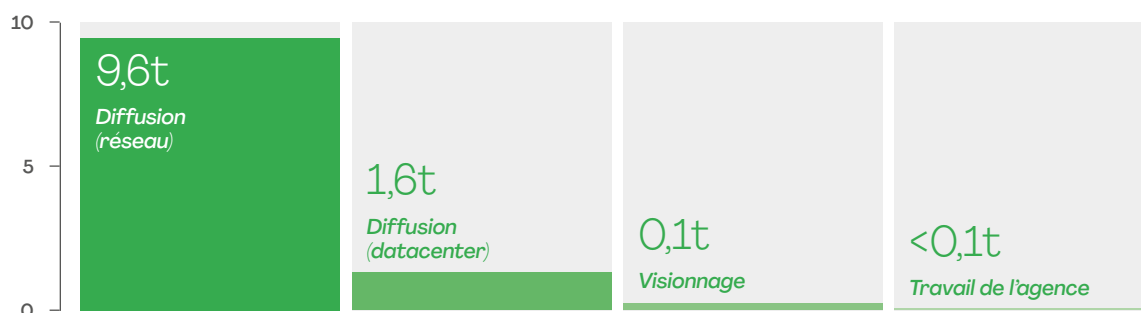 10
5
0
9,6t
Diffusion
(réseau)
1,6t
Diffusion
(datacenter)
0,1t
Visionnage
<0,1t
Travail de l'agence